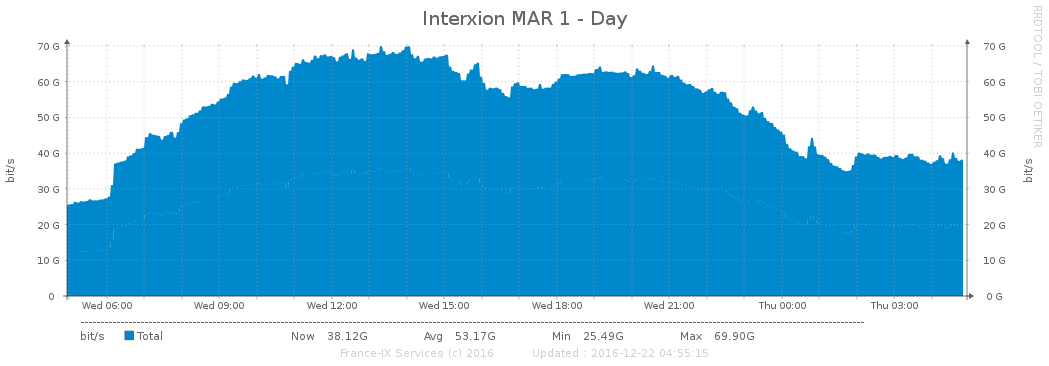 Interxion MAR 1 - Day
RRDTOOL / TOBI OETIKER
bit/s
70 G
60 G
50 G
40 G
30 G
20 G
10 G
0
70 G
60 G
50 G
40 G
30 G
20 G
10 G
0 G
bit/s
Wed 06:00 Wed 09:00 Wed 12:00 Wed 15:00 Wed 18:00 Wed 21:00 Thu 00:00 Thu 03:00
bit/s Total Now 38.12G Avg 53.17G Min 25.49G Max 69.90G
France-IX Services (c) 2016 Updated : 2016-12-22 04:55:15